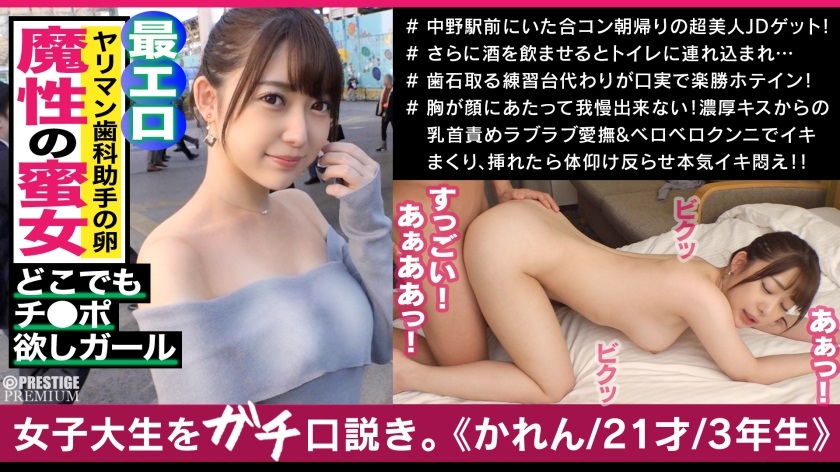 最エロ
ヤリマン歯科助手の卵
魔性の蜜女
どこでも
チ●ポ
欲しガール
PRESTIGE
PREMIUM
# 中野駅前にいた合コン朝帰りの超美人JDゲット!
# さらに酒を飲ませるとトイレに連れ込まれ…
# 歯石取る練習台代わりが口実で楽勝ホテイン!
# 胸が顔にあたって我慢出来ない!濃厚キスからの
乳首責めラブラブ愛撫&ベロベロクンニでイキ
まくり、挿れたら体仰け反らせ本気イキ悶え!!
すっごい!
あぁああっ!
ビクッ
ビクッ
あぁっ!
女子大生をガチ口説き。《かれん/21才/3年生》